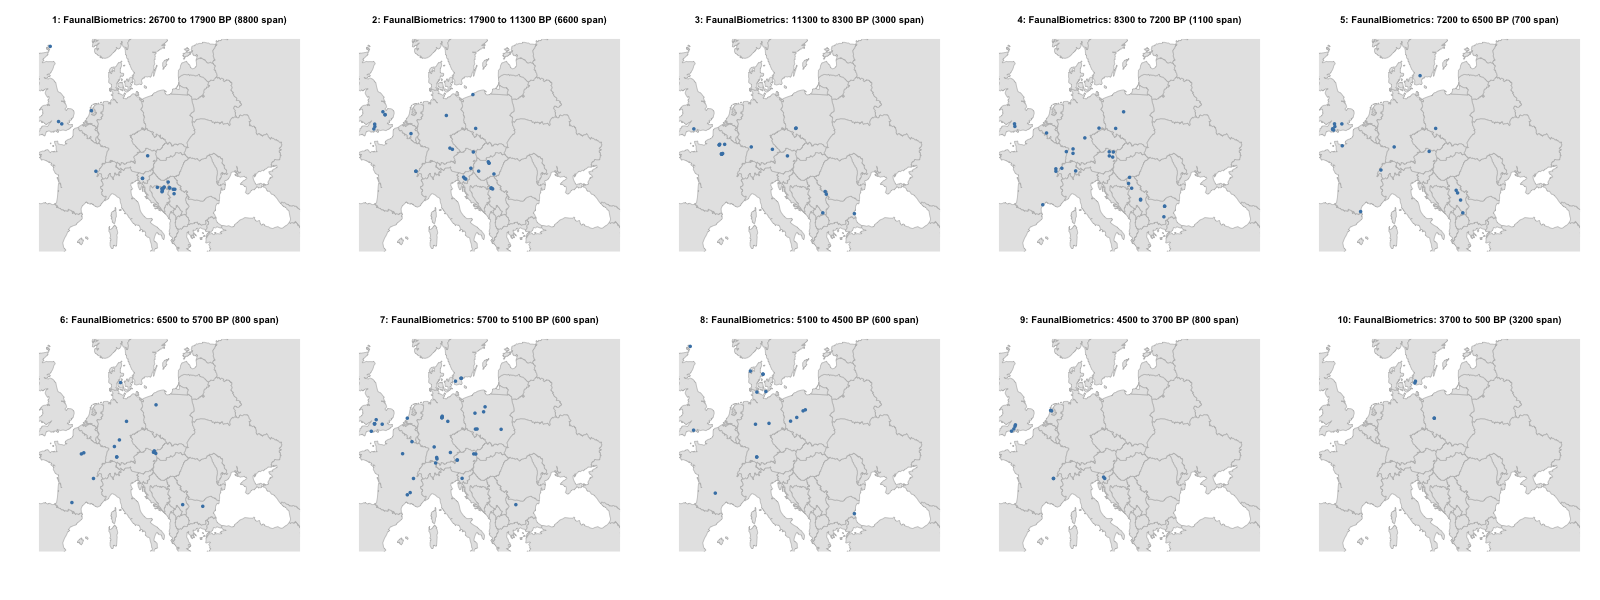 1: FaunalBiometrics: 26700 to 17900 BP (8800 span)
2: FaunalBiometrics: 17900 to 11300 BP (6600 span)
3: FaunalBiometrics: 11300 to 8300 BP (3000 span)
4: FaunalBiometrics: 8300 to 7200 BP (1100 span)
5: FaunalBiometrics: 7200 to 6500 BP (700 span)
6: FaunalBiometrics: 6500 to 5700 BP (800 span)
7: FaunalBiometrics: 5700 to 5100 BP (600 span)
8: FaunalBiometrics: 5100 to 4500 BP (600 span)
9: FaunalBiometrics: 4500 to 3700 BP (800 span)
10: FaunalBiometrics: 3700 to 500 BP (3200 span)